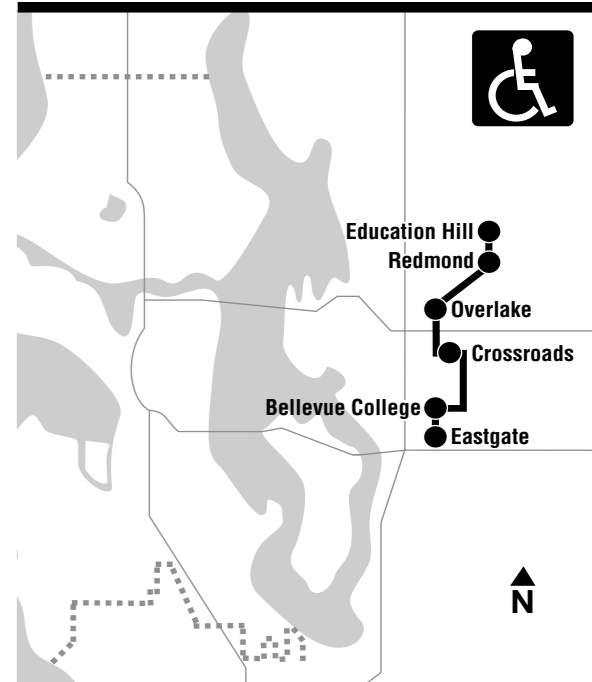 Education Hill
Redmond
Overlake
Crossroads
Bellevue College
Eastgate
N